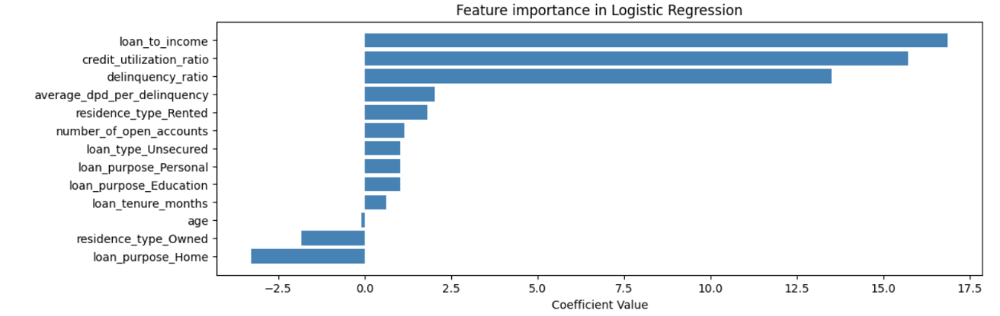 Feature importance in Logistic Regression
loan_to_income
credit_utilization_ratio
delinquency_ratio
average_dpd_per_delinquency
residence_type_Rented
number_of_open_accounts
loan_type_Unsecured
loan_purpose_Personal
loan_purpose_Education
loan_tenure_months
age
residence_type_Owned
loan_purpose_Home
−2.5 0.0 2.5 5.0 7.5 10.0 12.5 15.0 17.5
Coefficient Value